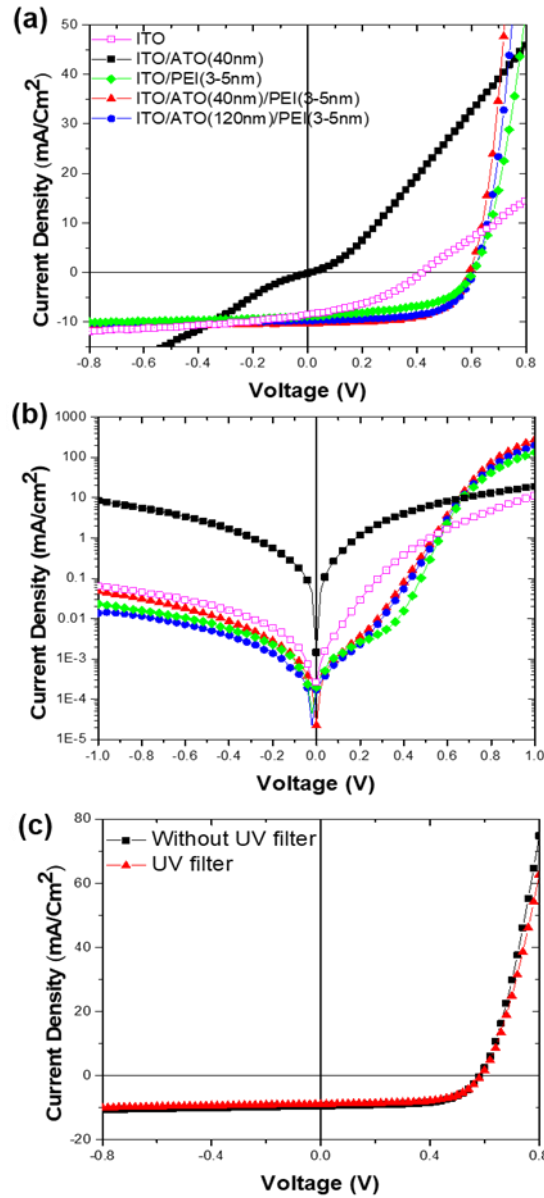 (a)
ITO
ITO/ATO(40nm)
ITO/PEI(3-5nm)
ITO/ATO(40nm)/PEI(3-5nm)
ITO/ATO(120nm)/PEI(3-5nm)
Current Density (mA/Cm²)
50
40
30
20
10
0
-10
-0.8 -0.6 -0.4 -0.2 0.0 0.2 0.4 0.6 0.8
Voltage (V)
(b)
Current Density (mA/cm²)
1000
100
10
1
0.1
0.01
1E-3
1E-4
1E-5
-1.0 -0.8 -0.6 -0.4 -0.2 0.0 0.2 0.4 0.6 0.8 1.0
Voltage (V)
(c)
Without UV filter
UV filter
Current Density (mA/Cm²)
80
60
40
20
0
-20
-0.8 -0.4 0.0 0.4 0.8
Voltage (V)